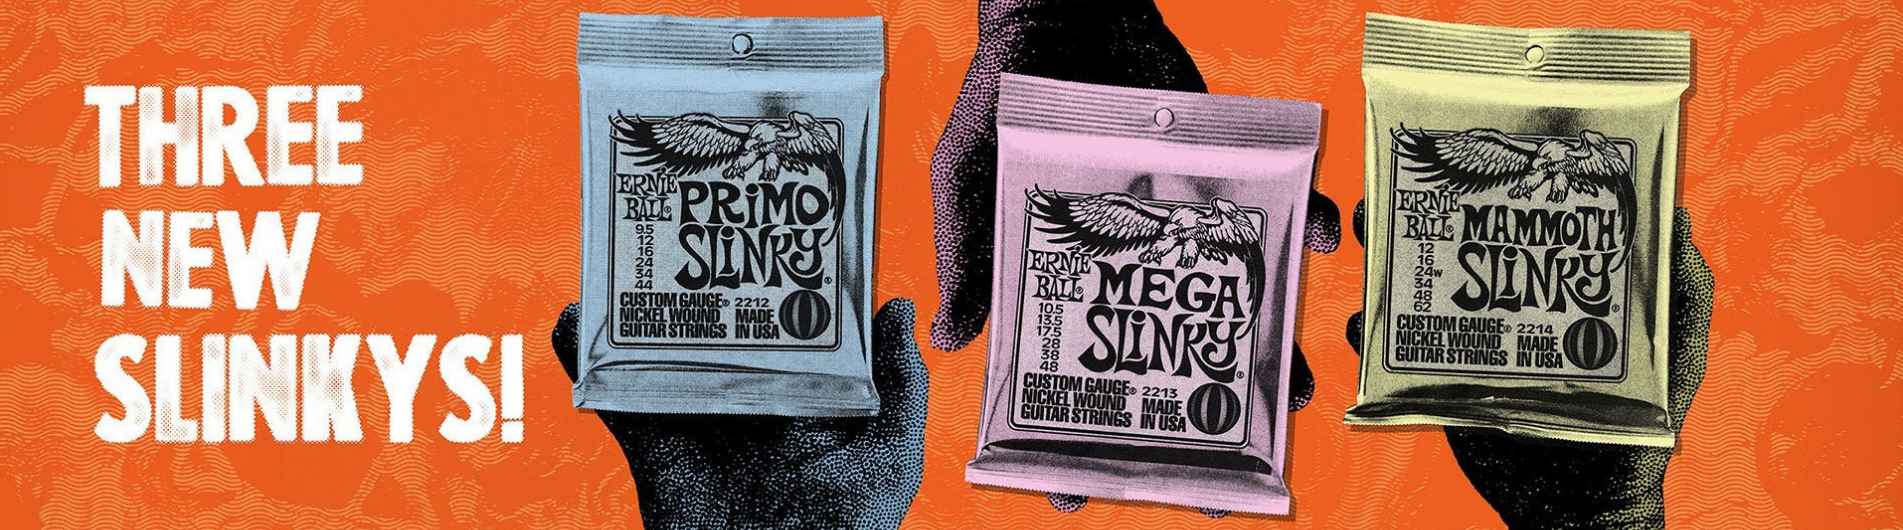 THREE
NEW
SLINKYS!
ERNIE
BALL®
PRiMO
SLiNKY®
9.5
12
16
24
34
44
CUSTOM GAUGE®
NICKEL WOUND
GUITAR STRINGS
2212
MADE
IN USA
ERNIE
BALL®
MEGA
SLiNKY®
10.5
13.5
17.5
28
38
48
CUSTOM GAUGE®
NICKEL WOUND
GUITAR STRINGS
2213
MADE
IN USA
ERNIE
BALL®
MAMMOTH
SLiNKY®
12
16
24w
34
48
62
CUSTOM GAUGE®
NICKEL WOUND
GUITAR STRINGS
2214
MADE
IN USA